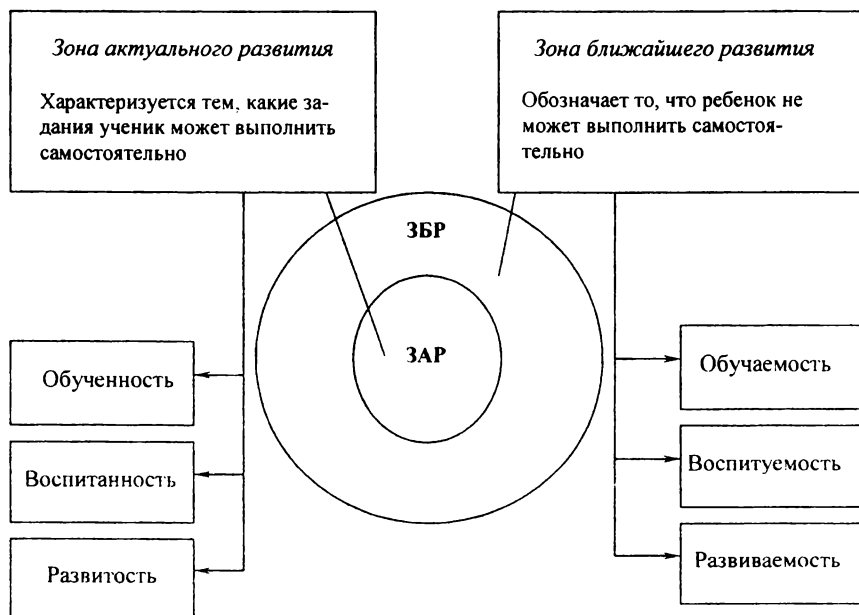 Зона актуального развития
Характеризуется тем, какие за-
дания ученик может выполнить
самостоятельно
Зона ближайшего развития
Обозначает то, что ребенок не
может выполнить самостоя-
тельно
ЗБР
ЗАР
Обученность
Воспитанность
Развитость
Обучаемость
Воспитуемость
Развиваемость